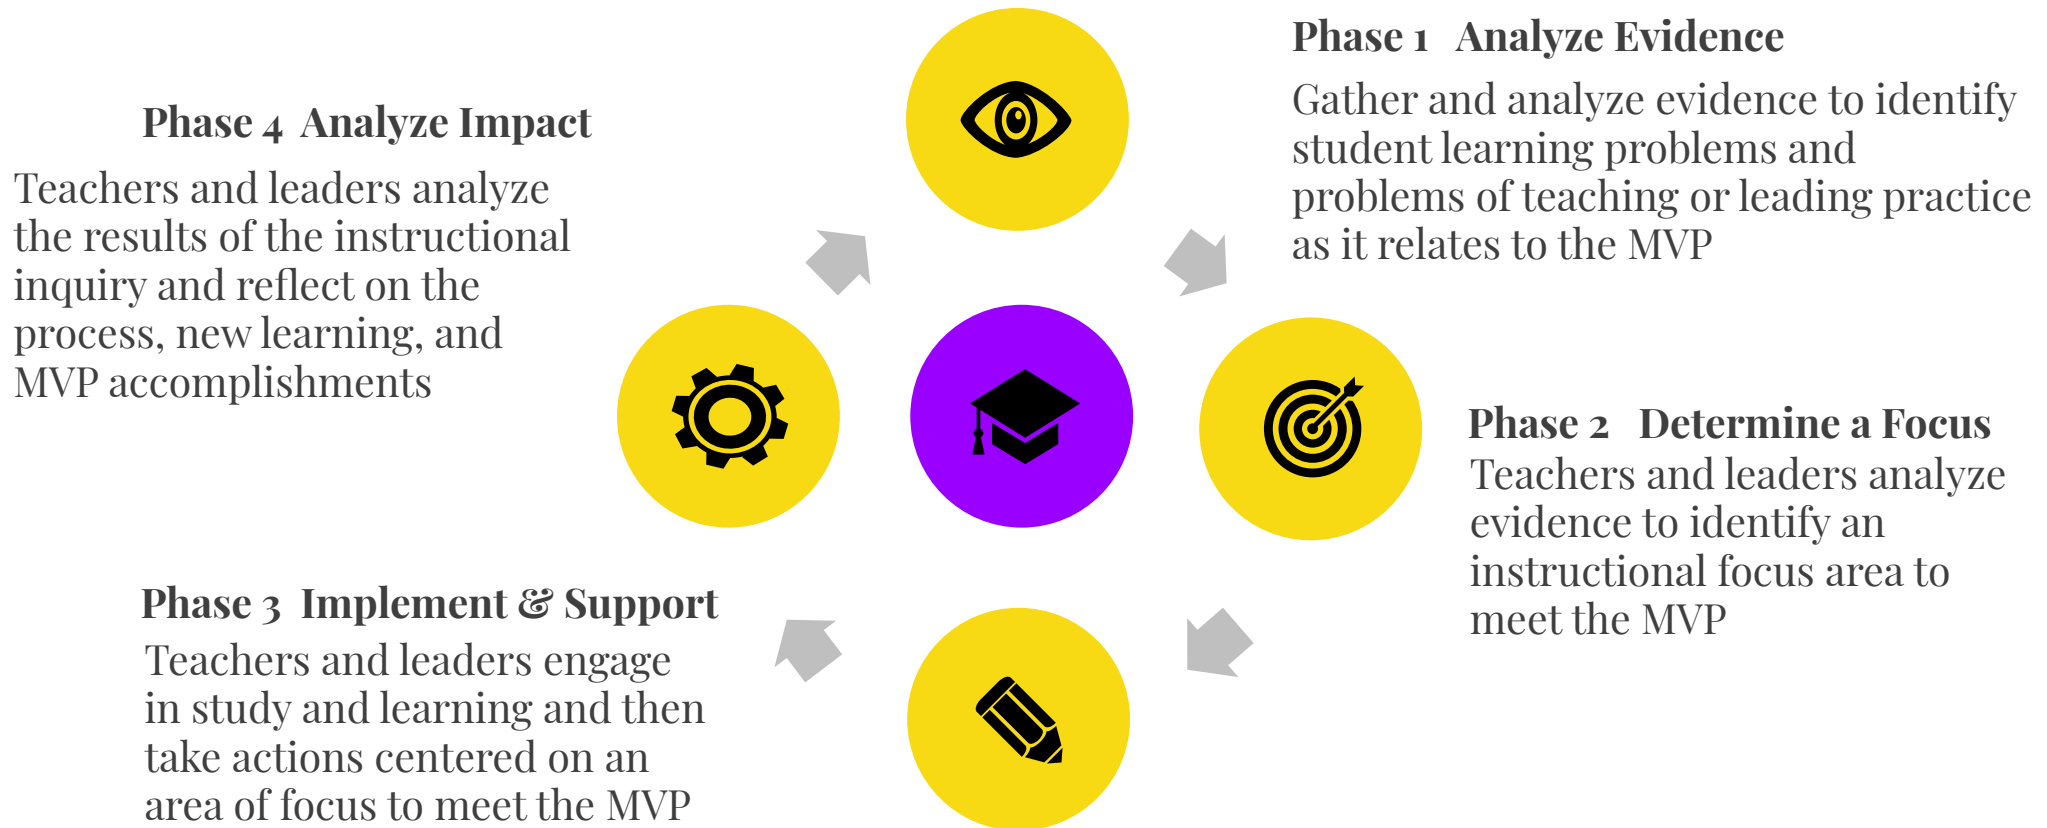 Phase 1 Analyze Evidence
Gather and analyze evidence to identify
student learning problems and
problems of teaching or leading practice
as it relates to the MVP
Phase 2 Determine a Focus
Teachers and leaders analyze
evidence to identify an
instructional focus area to
meet the MVP
Phase 3 Implement & Support
Teachers and leaders engage
in study and learning and then
take actions centered on an
area of focus to meet the MVP
Phase 4 Analyze Impact
Teachers and leaders analyze
the results of the instructional
inquiry and reflect on the
process, new learning, and
MVP accomplishments